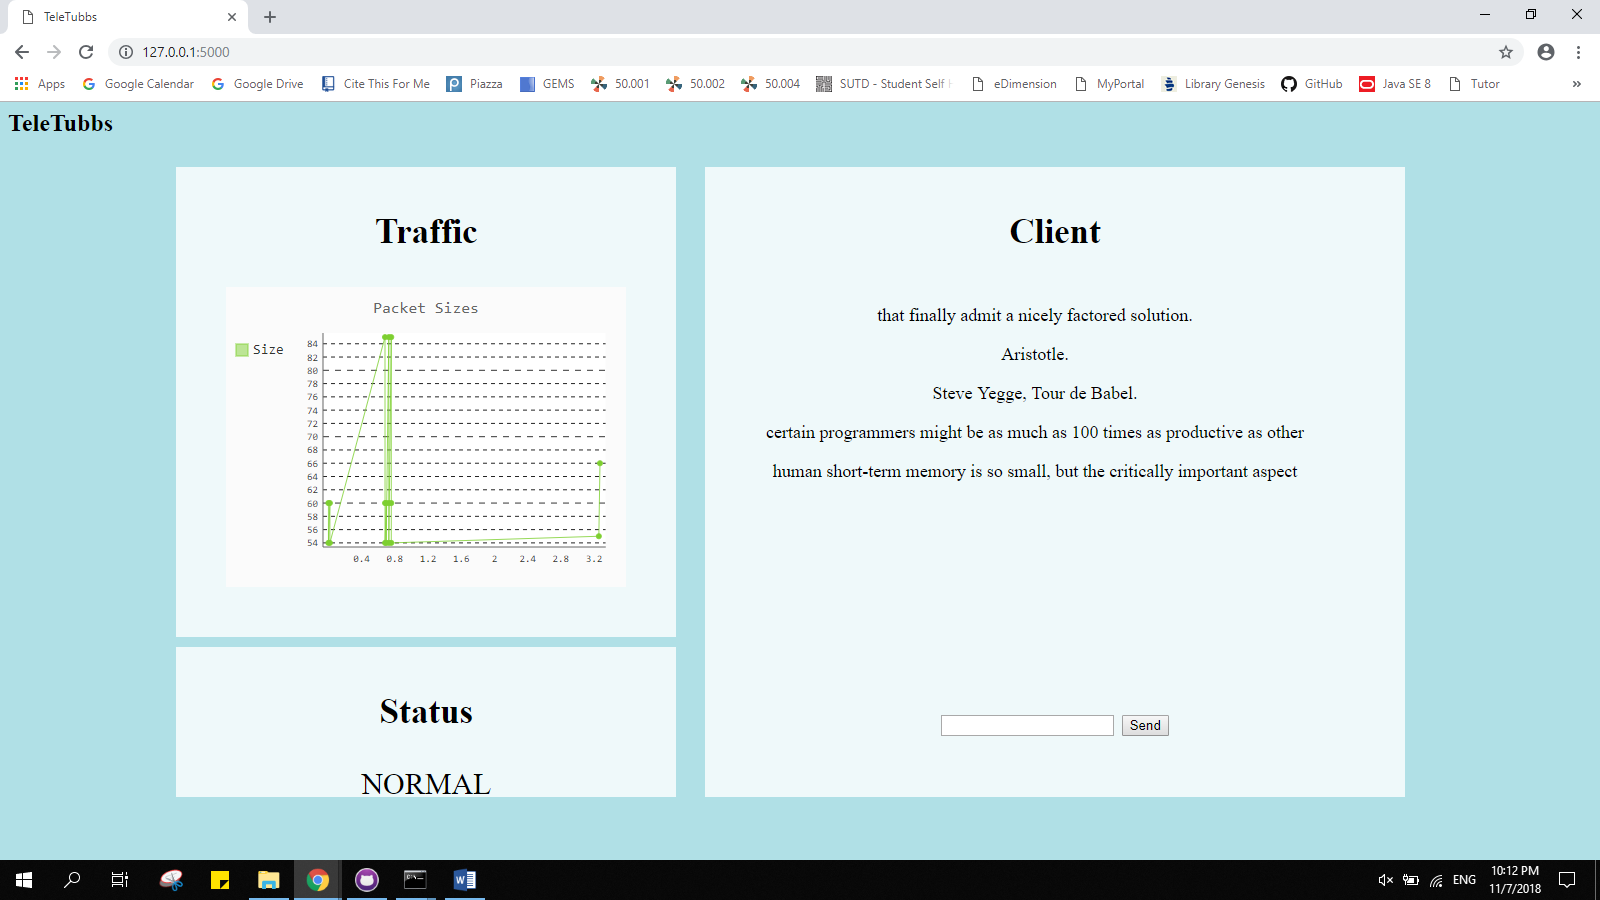 TeleTubbs
127.0.0.1:5000
Apps Google Calendar Google Drive Cite This For Me Piazza GEMS 50.001 50.002 50.004 SUTD - Student Self eDimension MyPortal Library Genesis GitHub Java SE 8 Tutor
TeleTubbs
Traffic
Packet Sizes
Size
84
82
80
78
76
74
72
70
68
66
64
62
60
58
56
54
0.4 0.8 1.2 1.6 2 2.4 2.8 3.2
Status
NORMAL
Client
that finally admit a nicely factored solution.
Aristotle.
Steve Yegge, Tour de Babel.
certain programmers might be as much as 100 times as productive as other
human short-term memory is so small, but the critically important aspect
Send
ENG
10:12 PM
11/7/2018